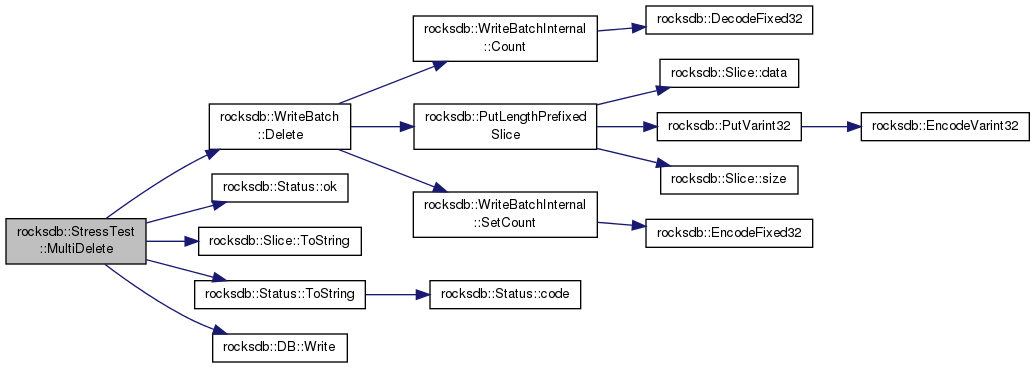 rocksdb::StressTest
::MultiDelete
rocksdb::WriteBatch
::Delete
rocksdb::Status::ok
rocksdb::Slice::ToString
rocksdb::Status::ToString
rocksdb::DB::Write
rocksdb::WriteBatchInternal
::Count
rocksdb::PutLengthPrefixed
Slice
rocksdb::WriteBatchInternal
::SetCount
rocksdb::Status::code
rocksdb::DecodeFixed32
rocksdb::Slice::data
rocksdb::PutVarint32
rocksdb::Slice::size
rocksdb::EncodeFixed32
rocksdb::EncodeVarint32